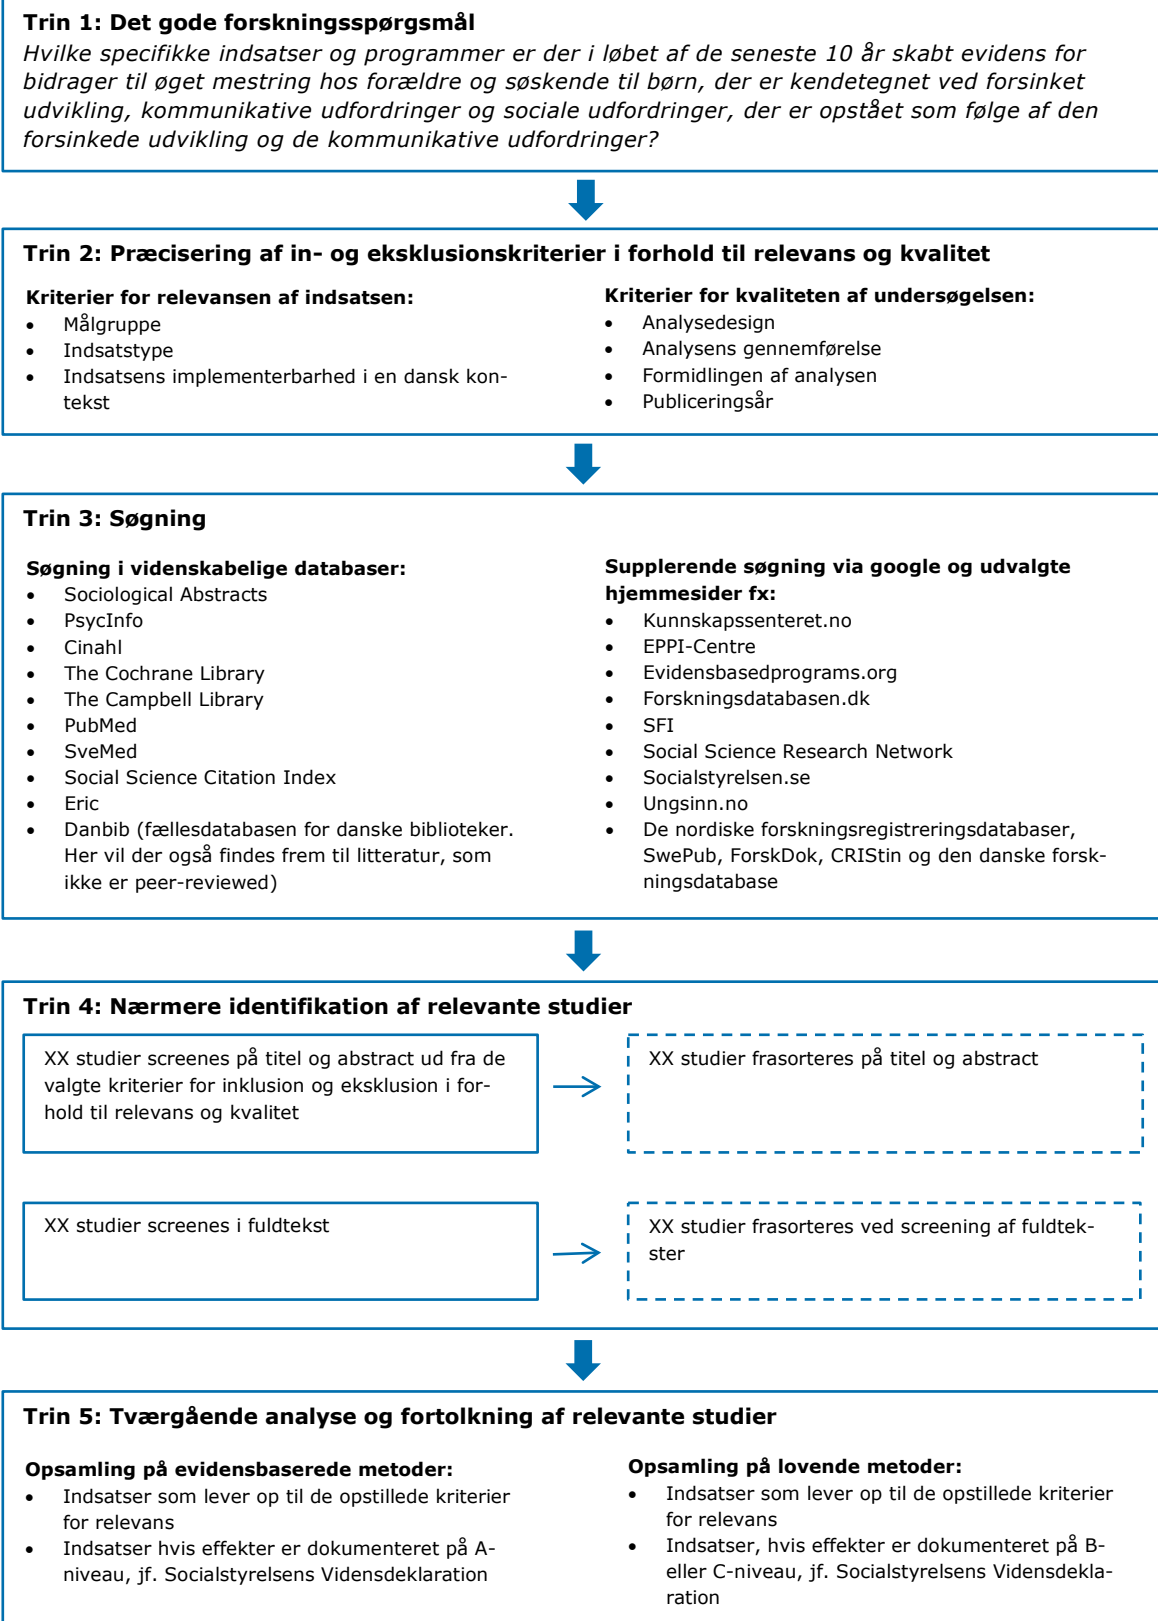 Trin 1: Det gode forskningsspørgsmål
Hvilke specifikke indsatser og programmer er der i løbet af de seneste 10 år skabt evidens for
bidrager til øget mestring hos forældre og søskende til børn, der er kendetegnet ved forsinket
udvikling, kommunikative udfordringer og sociale udfordringer, der er opstået som følge af den
forsinkede udvikling og de kommunikative udfordringer?
Trin 2: Præcisering af in- og eksklusionskriterier i forhold til relevans og kvalitet
Kriterier for relevansen af indsatsen:
• Målgruppe
• Indsatstype
• Indsatsens implementerbarhed i en dansk kon-
tekst
Kriterier for kvaliteten af undersøgelsen:
• Analysedesign
• Analysens gennemførelse
• Formidlingen af analysen
• Publiceringsår
Trin 3: Søgning
Søgning i videnskabelige databaser:
• Sociological Abstracts
• PsycInfo
• Cinahl
• The Cochrane Library
• The Campbell Library
• PubMed
• SveMed
• Social Science Citation Index
• Eric
• Danbib (fællesdatabasen for danske biblioteker.
Her vil der også findes frem til litteratur, som
ikke er peer-reviewed)
Supplerende søgning via google og udvalgte
hjemmesider fx:
• Kunnskapssenteret.no
• EPPI-Centre
• Evidensbasedprograms.org
• Forskningsdatabasen.dk
• SFI
• Social Science Research Network
• Socialstyrelsen.se
• Ungsinn.no
• De nordiske forskningsregistreringsdatabaser,
SwePub, ForskDok, CRIStin og den danske forsk-
ningsdatabase
Trin 4: Nærmere identifikation af relevante studier
XX studier screenes på titel og abstract ud fra de
valgte kriterier for inklusion og eksklusion i for-
hold til relevans og kvalitet
XX studier frasorteres på titel og abstract
XX studier screenes i fuldtekst
XX studier frasorteres ved screening af fuldtek-
ster
Trin 5: Tværgående analyse og fortolkning af relevante studier
Opsamling på evidensbaserede metoder:
• Indsatser som lever op til de opstillede kriterier
for relevans
• Indsatser hvis effekter er dokumenteret på A-
niveau, jf. Socialstyrelsens Vidensdeklaration
Opsamling på lovende metoder:
• Indsatser som lever op til de opstillede kriterier
for relevans
• Indsatser, hvis effekter er dokumenteret på B-
eller C-niveau, jf. Socialstyrelsens Vidensdekla-
ration